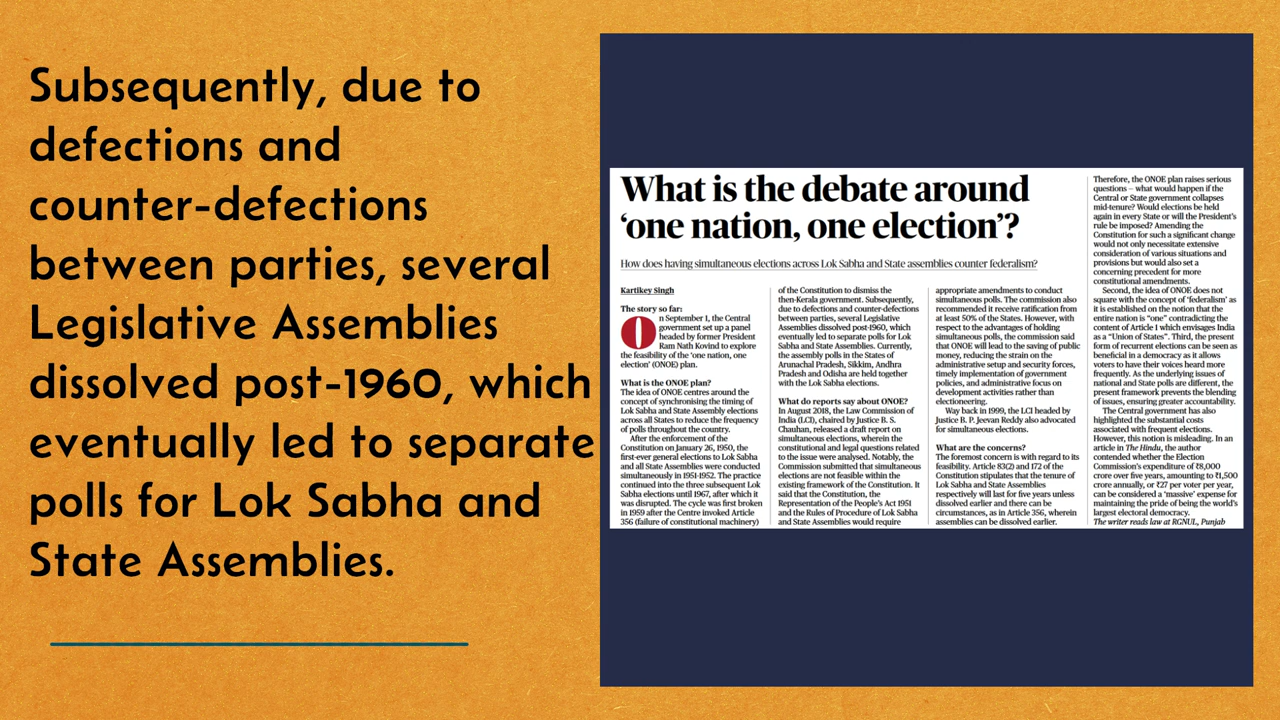 Subsequently, due to
defections and
counter-defections
between parties, several
Legislative Assemblies
dissolved post-1960, which
eventually led to separate
polls for Lok Sabha and
State Assemblies.
What is the debate around
‘one nation, one election’?
How does having simultaneous elections across Lok Sabha and State assemblies counter federalism?
Kartikey Singh
The story so far:
On September 1, the Central
government set up a panel
headed by former President
Ram Nath Kovind to explore
the feasibility of the ‘one nation, one
election’ (ONOE) plan.
What is the ONOE plan?
The idea of ONOE centres around the
concept of synchronising the timing of
Lok Sabha and State Assembly elections
across all States to reduce the frequency
of polls throughout the country.
After the enforcement of the
Constitution on January 26, 1950, the
first-ever general elections to Lok Sabha
and all State Assemblies were conducted
simultaneously in 1951-1952. The practice
continued into the three subsequent Lok
Sabha elections until 1967, after which it
was disrupted. The cycle was first broken
in 1959 after the Centre invoked Article
356 (failure of constitutional machinery)
of the Constitution to dismiss the
then-Kerala government. Subsequently,
due to defections and counter-defections
between parties, several Legislative
Assemblies dissolved post-1960, which
eventually led to separate polls for Lok
Sabha and State Assemblies. Currently,
the assembly polls in the States of
Arunachal Pradesh, Sikkim, Andhra
Pradesh and Odisha are held together
with the Lok Sabha elections.
What do reports say about ONOE?
In August 2018, the Law Commission of
India (LCI), chaired by Justice B. S.
Chauhan, released a draft report on
simultaneous elections, wherein the
constitutional and legal questions related
to the issue were analysed. Notably, the
Commission submitted that simultaneous
elections are not feasible within the
existing framework of the Constitution. It
said that the Constitution, the
Representation of the People’s Act 1951
and the Rules of Procedure of Lok Sabha
and State Assemblies would require
appropriate amendments to conduct
simultaneous polls. The commission also
recommended it receive ratification from
at least 50% of the States. However, with
respect to the advantages of holding
simultaneous polls, the commission said
that ONOE will lead to the saving of public
money, reducing the strain on the
administrative setup and security forces,
timely implementation of government
policies, and administrative focus on
development activities rather than
electioneering.
Way back in 1999, the LCI headed by
Justice B. P. Jeevan Reddy also advocated
for simultaneous elections.
What are the concerns?
The foremost concern is with regard to its
feasibility. Article 83(2) and 172 of the
Constitution stipulates that the tenure of
Lok Sabha and State Assemblies
respectively will last for five years unless
dissolved earlier and there can be
circumstances, as in Article 356, wherein
assemblies can be dissolved earlier.
Therefore, the ONOE plan raises serious
questions – what would happen if the
Central or State government collapses
mid-tenure? Would elections be held
again in every State or will the President’s
rule be imposed? Amending the
Constitution for such a significant change
would not only necessitate extensive
consideration of various situations and
provisions but would also set a
concerning precedent for more
constitutional amendments.
Second, the idea of ONOE does not
square with the concept of ‘federalism’ as
it is established on the notion that the
entire nation is “one” contradicting the
content of Article 1 which envisages India
as a “Union of States”. Third, the present
form of recurrent elections can be seen as
beneficial in a democracy as it allows
voters to have their voices heard more
frequently. As the underlying issues of
national and State polls are different, the
present framework prevents the blending
of issues, ensuring greater accountability.
The Central government has also
highlighted the substantial costs
associated with frequent elections.
However, this notion is misleading. In an
article in The Hindu, the author
contended whether the Election
Commission’s expenditure of ₹8,000
crore over five years, amounting to ₹1,500
crore annually, or ₹27 per voter per year,
can be considered a ‘massive’ expense for
maintaining the pride of being the world’s
largest electoral democracy.
The writer reads law at RGNUL, Punjab